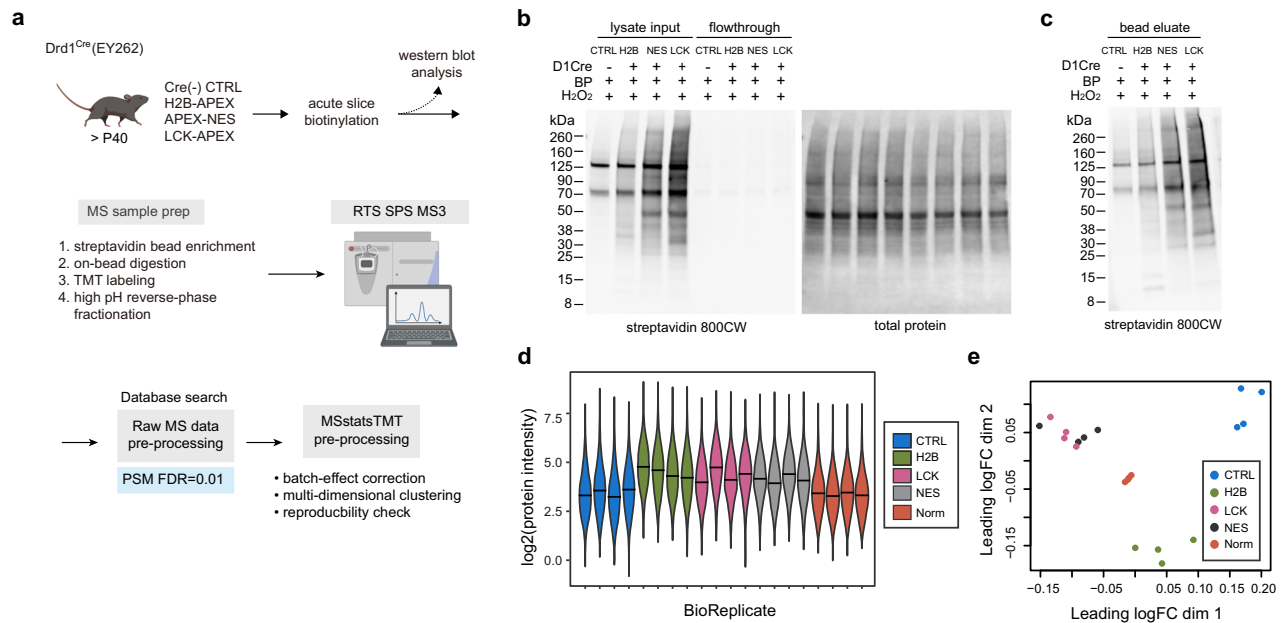 a
Drd1Cre(EY262)
> P40
Cre(-) CTRL
H2B-APEX
APEX-NES
LCK-APEX
acute slice
biotinylation
western blot
analysis
MS sample prep
1. streptavidin bead enrichment
2. on-bead digestion
3. TMT labeling
4. high pH reverse-phase
fractionation
RTS SPS MS3
Database search
Raw MS data
pre-processing
PSM FDR=0.01
MSstatsTMT
pre-processing
• batch-effect correction
• multi-dimensional clustering
• reproducbility check
b
lysate input flowthrough
CTRL H2B NES LCK CTRL H2B NES LCK
D1Cre - + + + - + + +
BP + + + + + + + +
H2O2 + + + + + + + +
kDa
260
160
125
90
70
50
38
30
25
15
8
streptavidin 800CW
total protein
c
bead eluate
CTRL H2B NES LCK
D1Cre - + + +
BP + + + +
H2O2 + + + +
kDa
260
160
125
90
70
50
38
30
25
15
8
streptavidin 800CW
d
log2(protein intensity)
7.5
5.0
2.5
0.0
BioReplicate
CTRL
H2B
LCK
NES
Norm
e
Leading logFC dim 2
0.05
−0.05
−0.15
−0.15 −0.05 0.05 0.10 0.15 0.20
Leading logFC dim 1
CTRL
H2B
LCK
NES
Norm